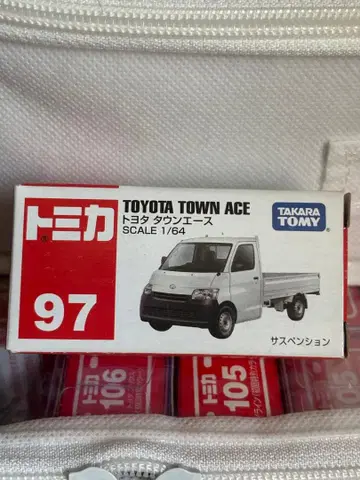 トミカ
97
TOYOTA TOWN ACE
トヨタ タウンエース
SCALE 1/64
TAKARA
TOMY
サスペンション
トミカ
106
トミカ
105